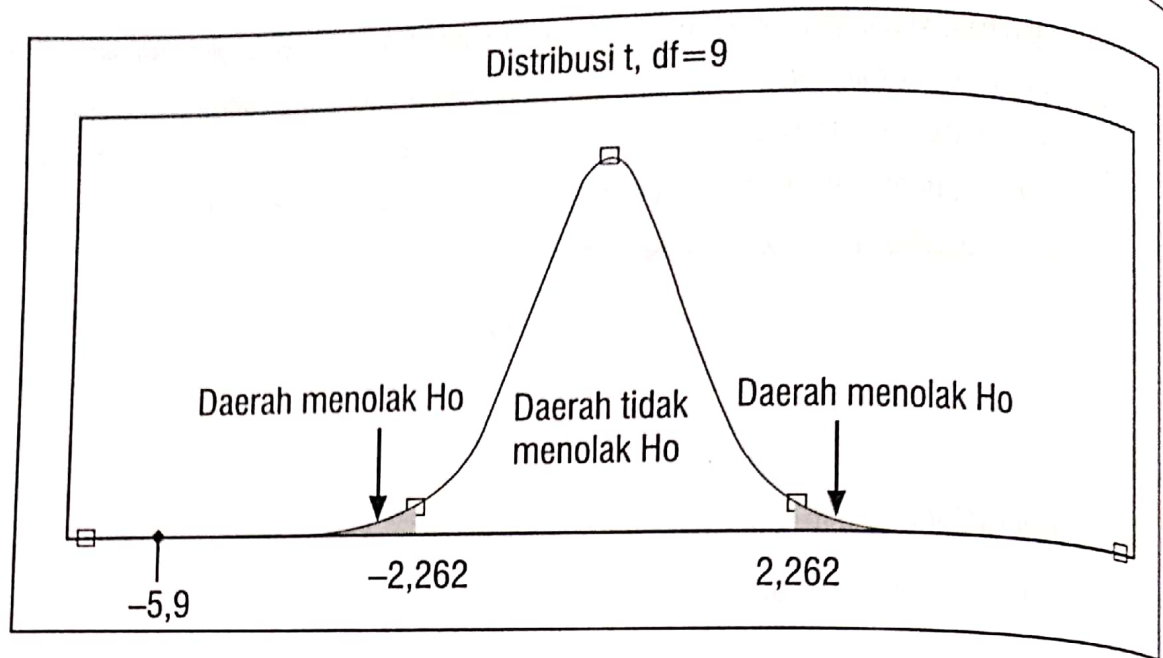 Distribusi t, df=9
Daerah menolak Ho
Daerah tidak
menolak Ho
Daerah menolak Ho
–2,262
2,262
–5,9